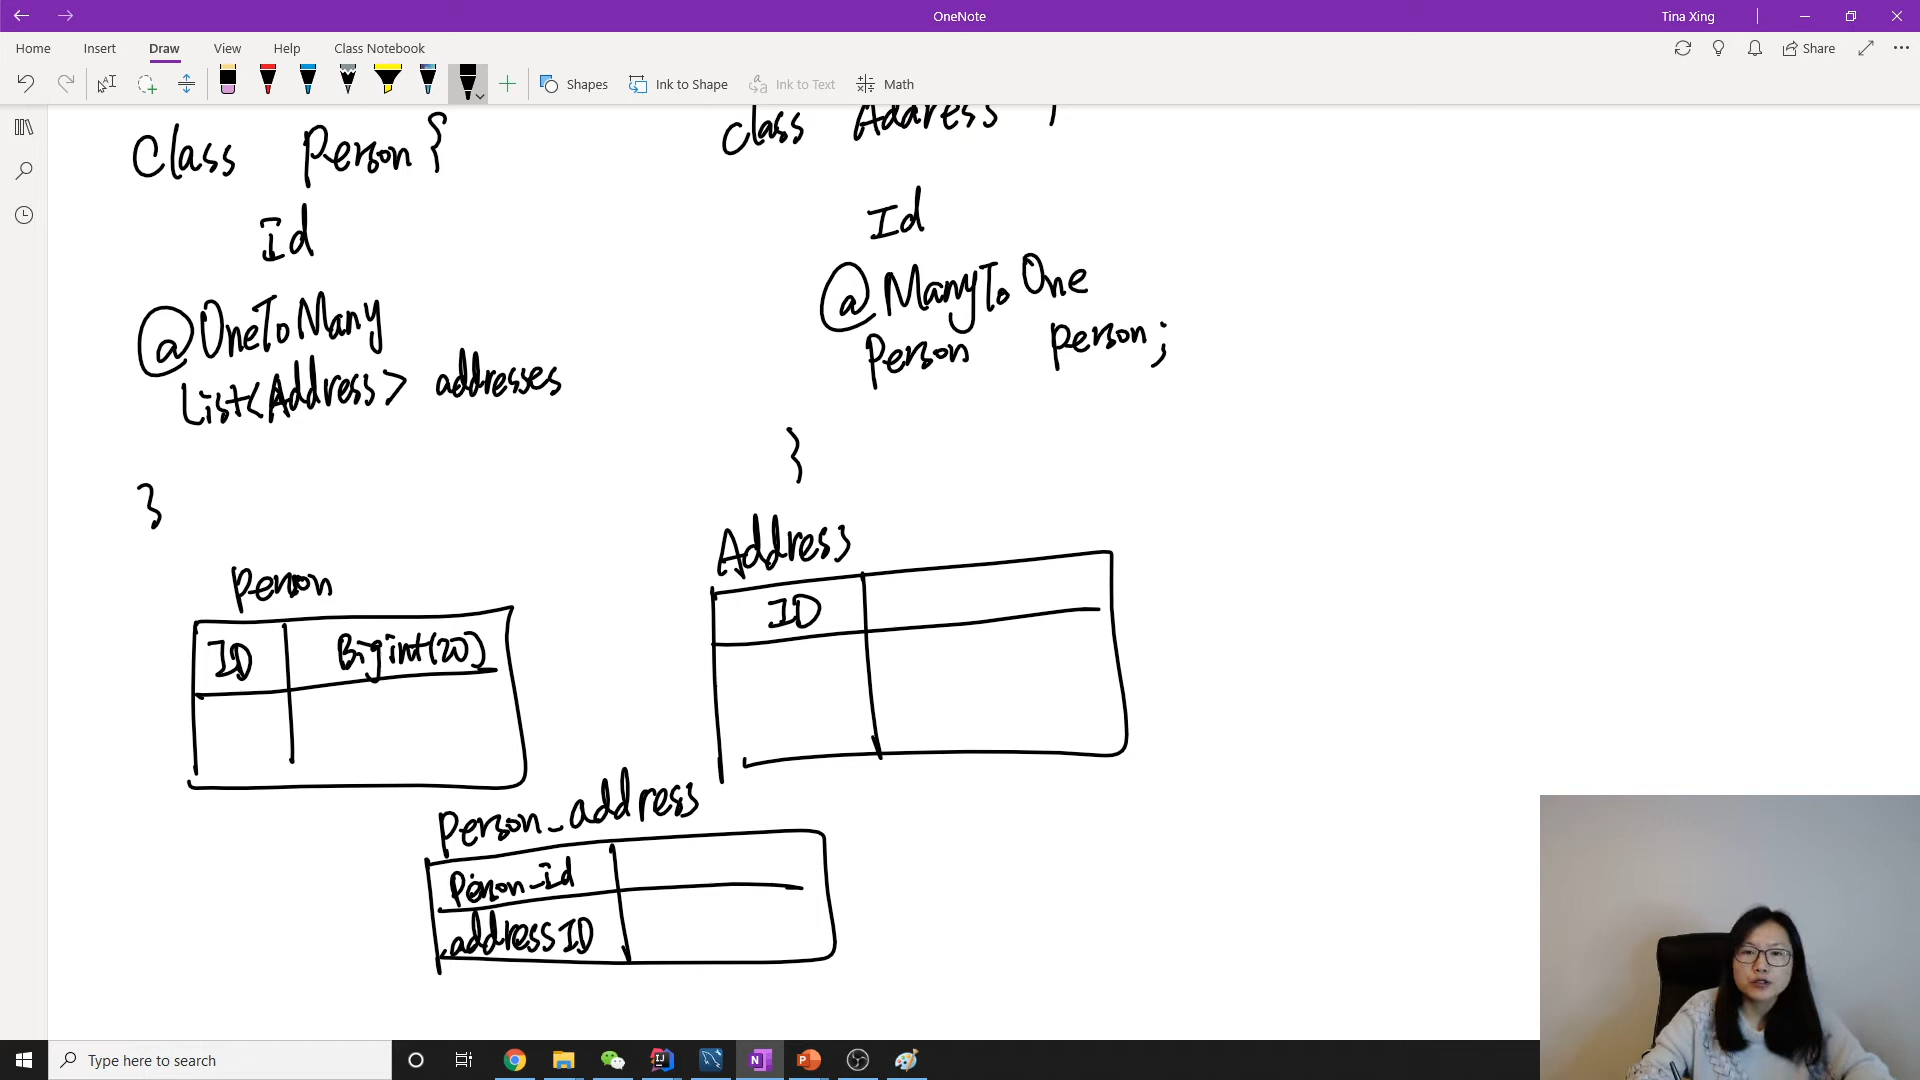 OneNote
Tina Xing
Home Insert Draw View Help Class Notebook
Share
Shapes Ink to Shape Ink to Text Math
Class Person {
Id
@OneToMany
List<Address> addresses
}
class Address {
Id
@ManyToOne
Person person;
}
Person
ID Bigint(20)
Address
ID
Person_address
Person_Id
addressID
Type here to search